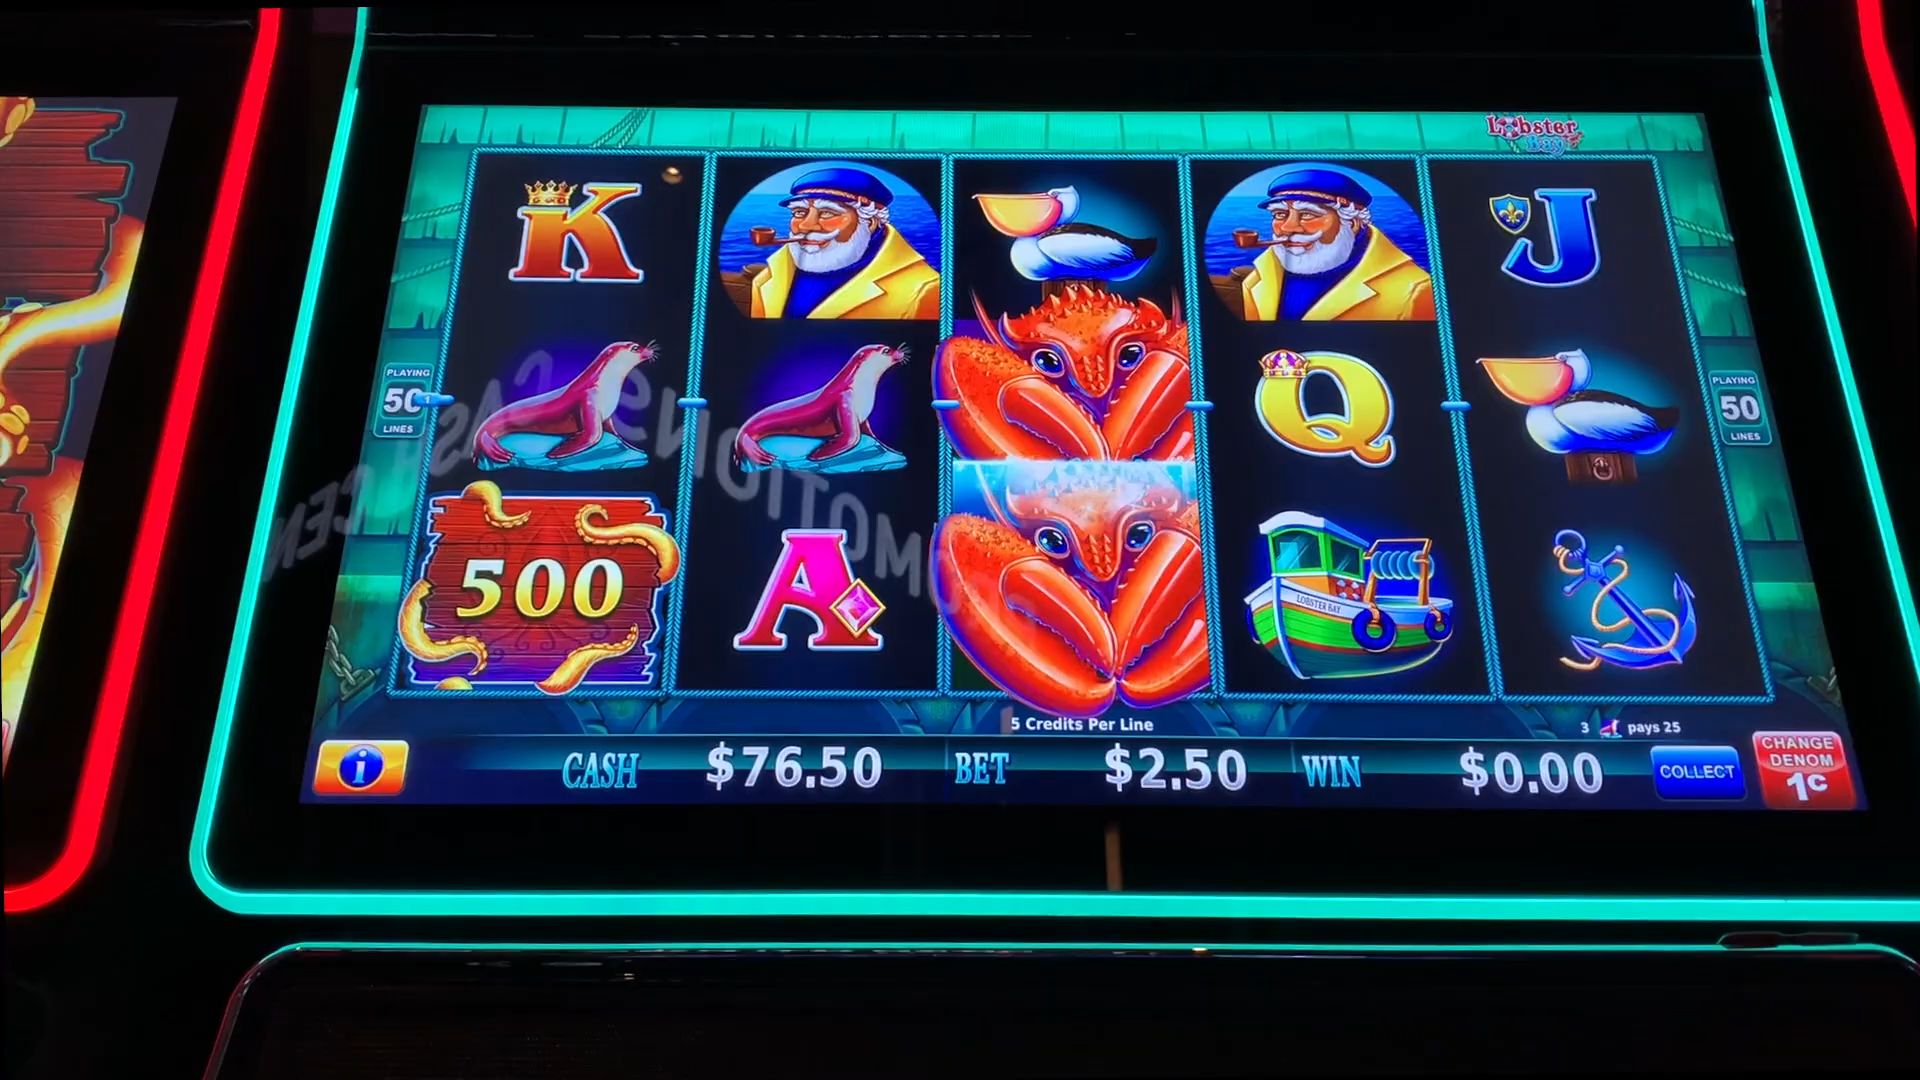 Lobster
Bay
K
J
PLAYING
50
LINES
1
Q
PLAYING
50
LINES
500
A
LOBSTER BAY
5 Credits Per Line
3 pays 25
CASH $76.50 BET $2.50 WIN $0.00
COLLECT
CHANGE
DENOM
1¢
i